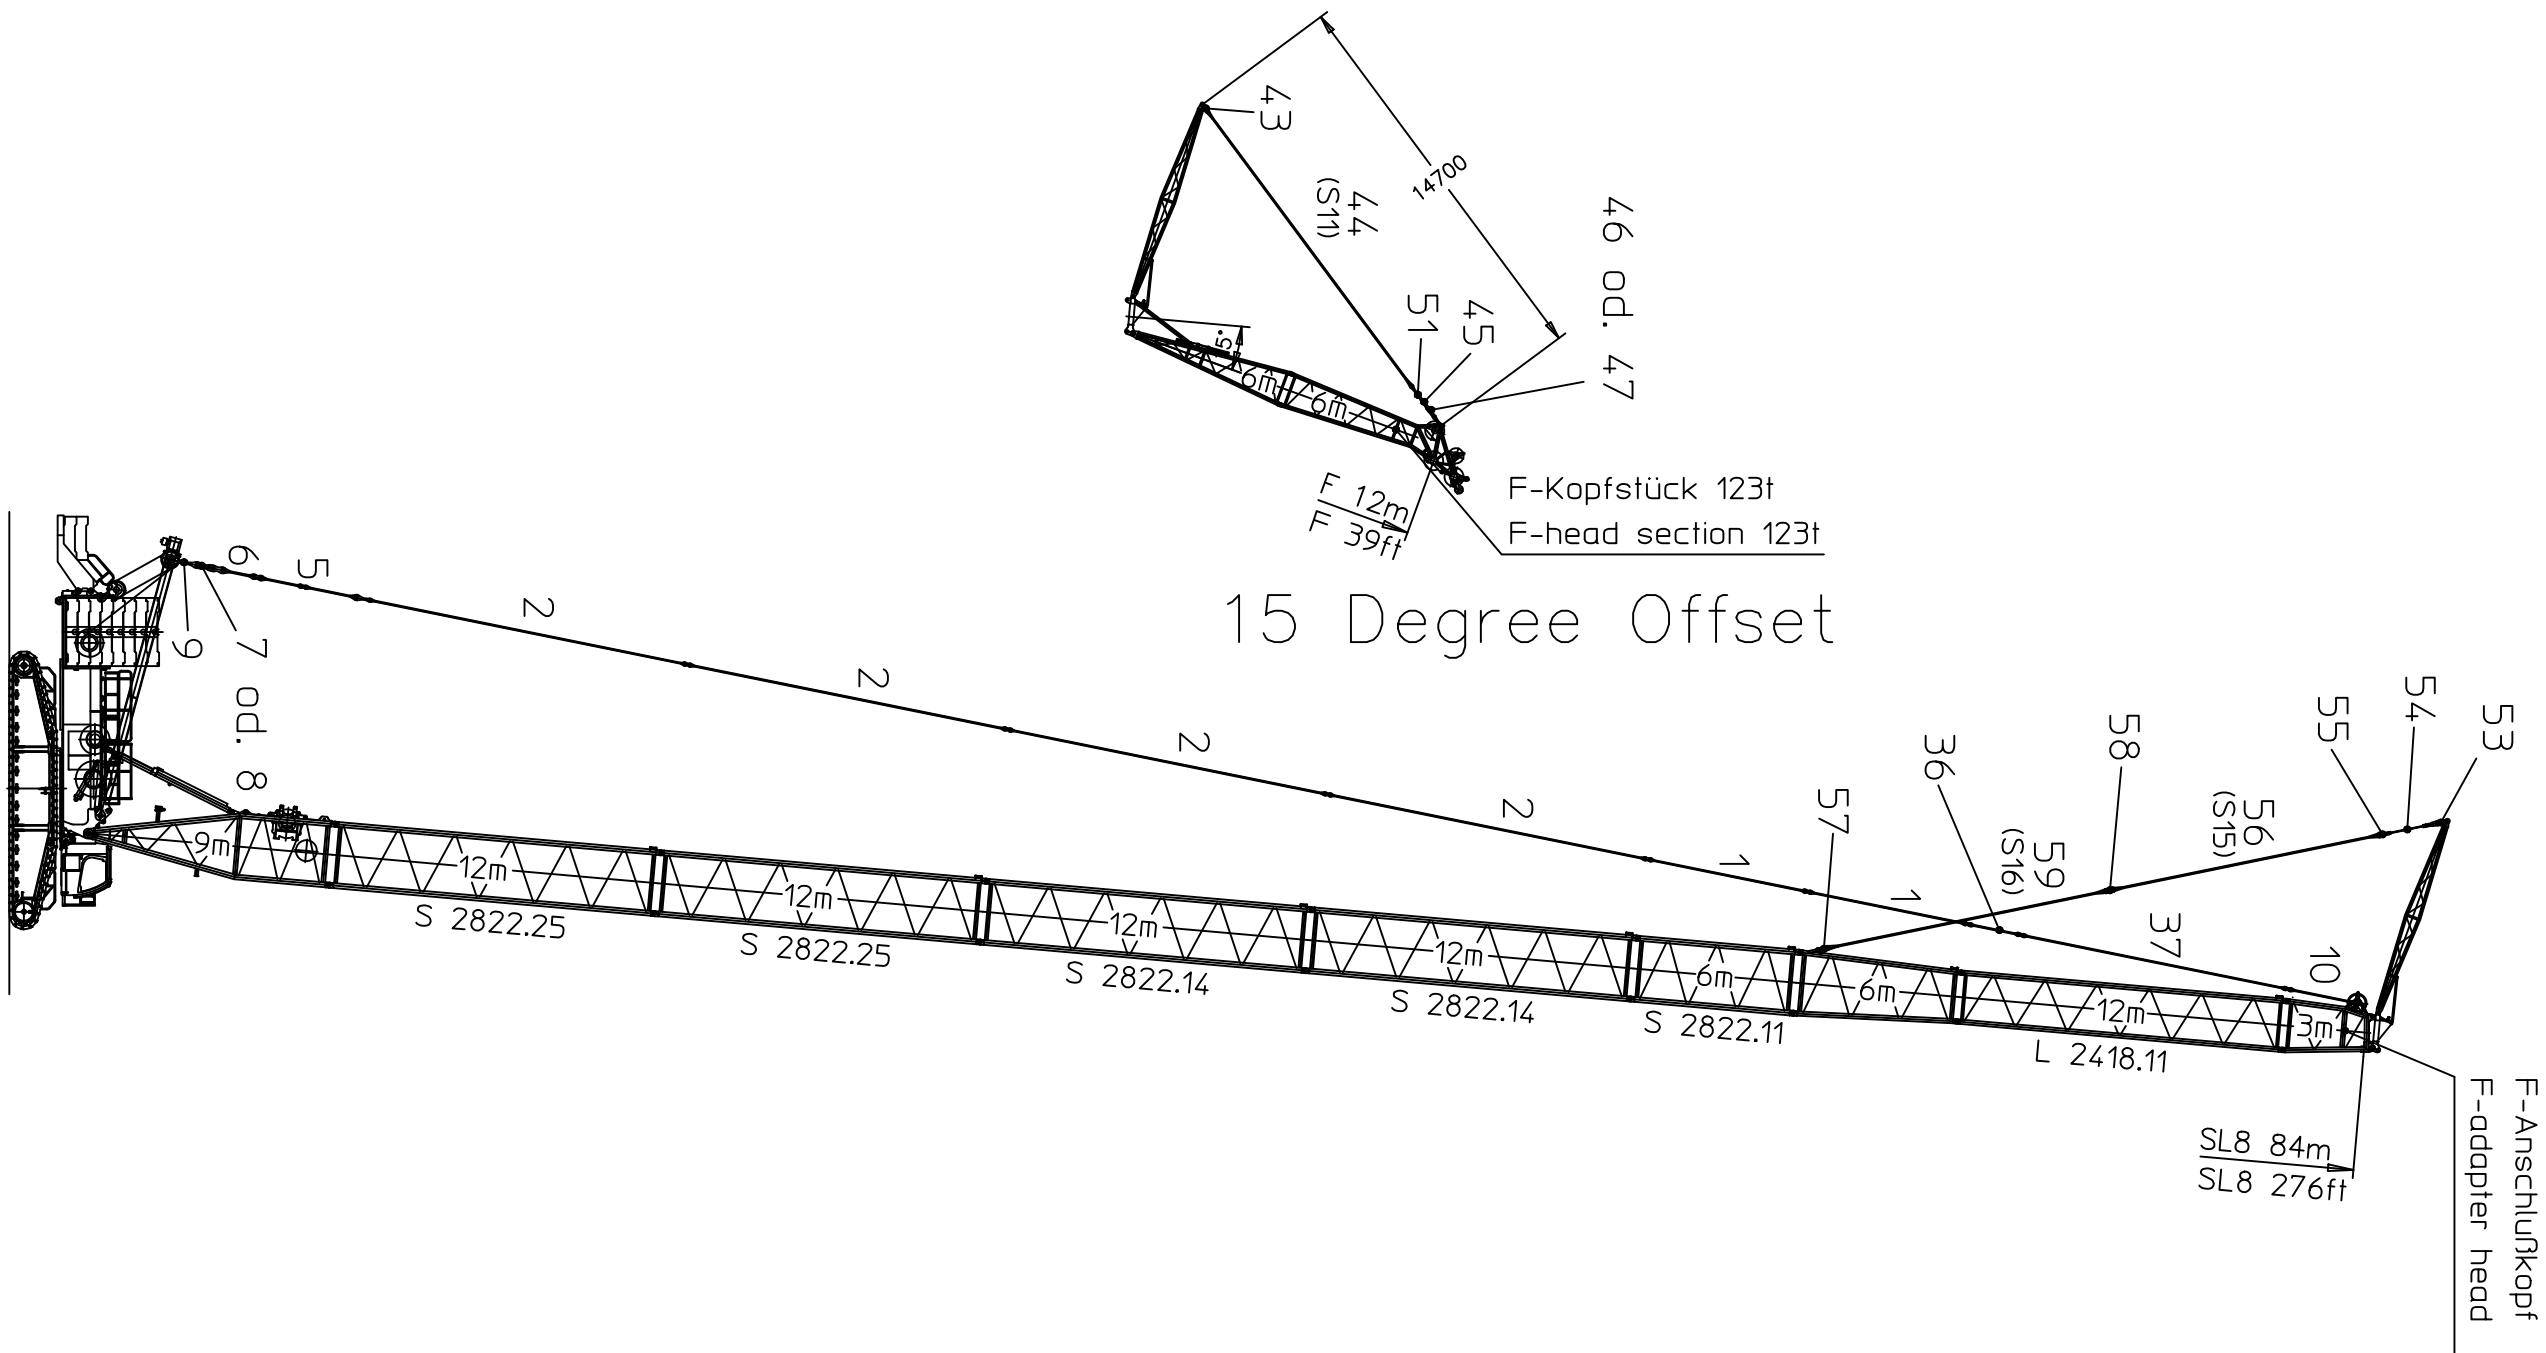 43
44
(S11)
14700
46 od. 47
51
45
15°
6m
6m
F 12m
F 39ft
F-Kopfstück 123t
F-head section 123t
15 Degree Offset
6
5
9
7 od. 8
2
2
2
2
1
1
37
10
57
36
59
(S16)
58
56
(S15)
55
54
53
9m
12m
12m
12m
12m
6m
6m
12m
3m
S 2822.25
S 2822.25
S 2822.14
S 2822.14
S 2822.11
L 2418.11
SL8 84m
SL8 276ft
F-Anschlußkopf
F-adapter head